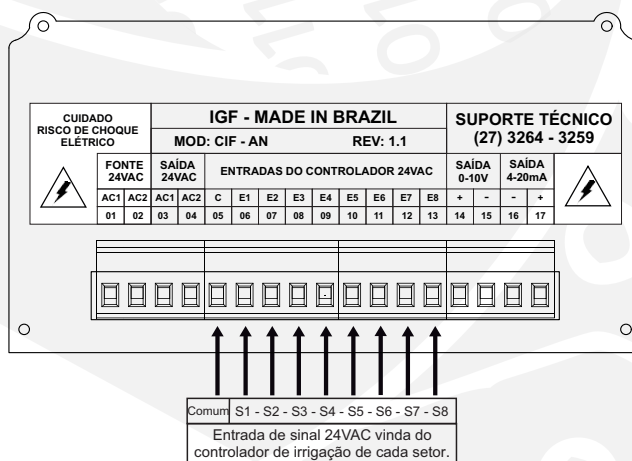 CUIDADO
RISCO DE CHOQUE
ELÉTRICO
IGF - MADE IN BRAZIL
MOD: CIF - AN REV: 1.1
SUPORTE TÉCNICO
(27) 3264 - 3259
FONTE
24VAC
SAÍDA
24VAC
ENTRADAS DO CONTROLADOR 24VAC
SAÍDA
0-10V
SAÍDA
4-20mA
AC1 AC2 AC1 AC2 C E1 E2 E3 E4 E5 E6 E7 E8 + - - +
01 02 03 04 05 06 07 08 09 10 11 12 13 14 15 16 17
Comum S1 - S2 - S3 - S4 - S5 - S6 - S7 - S8
Entrada de sinal 24VAC vinda do
controlador de irrigação de cada setor.